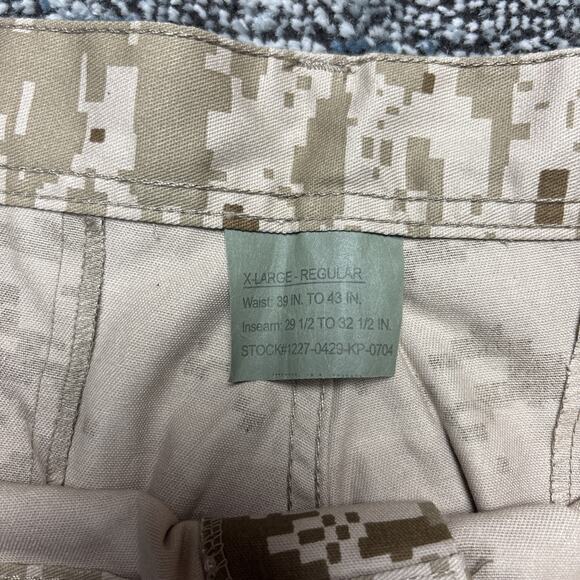 X-LARGE - REGULAR
Waist: 39 IN. TO 43 IN.
Inseam: 29 1/2 TO 32 1/2 IN.
STOCK#1227-0429-KP-0704